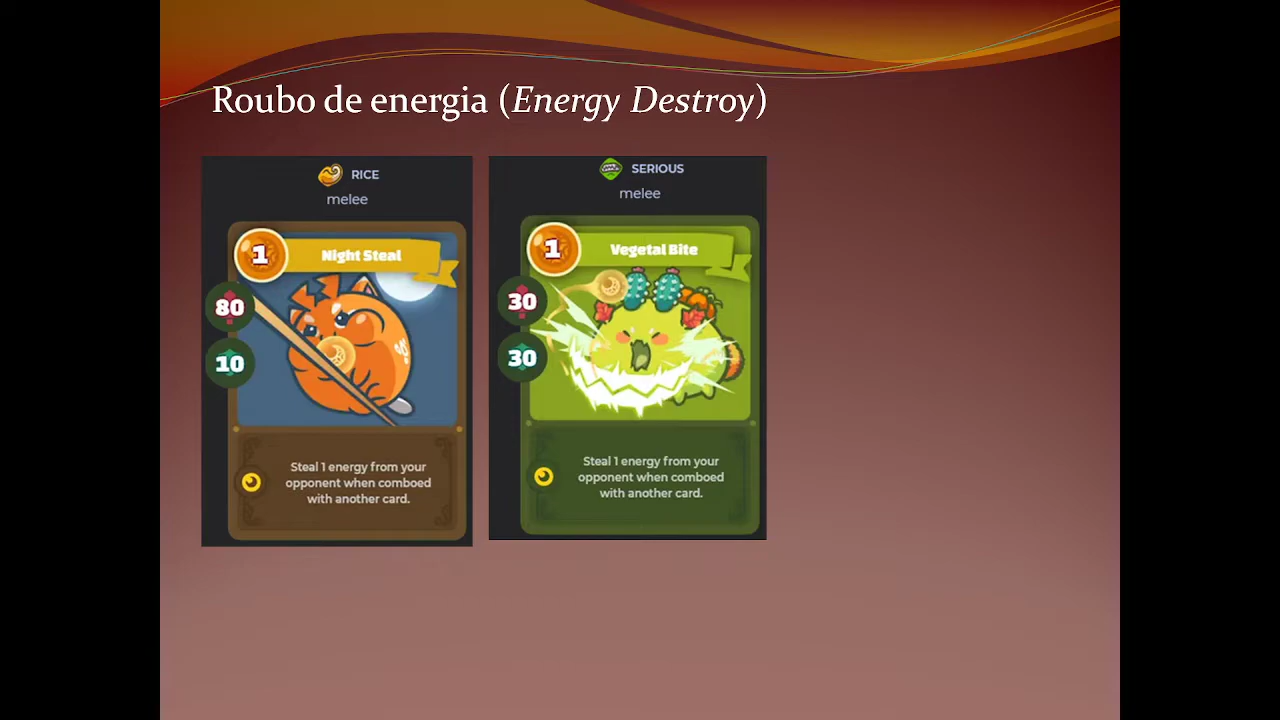 Roubo de energia (Energy Destroy)
RICE
melee
1
Night Steal
80
10
Steal 1 energy from your
opponent when comboed
with another card.
SERIOUS
melee
1
Vegetal Bite
30
30
Steal 1 energy from your
opponent when comboed
with another card.